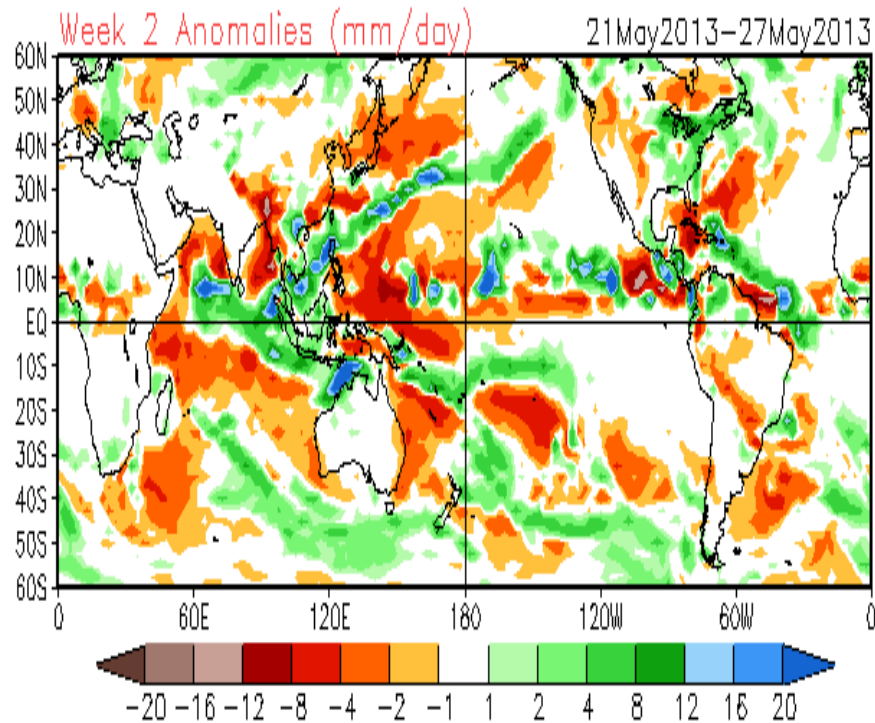 Week 2 Anomalies (mm/day) 21May2013-27May2013
60N
50N
40N
30N
20N
10N
EQ
10S
20S
30S
40S
50S
60S
0 60E 120E 180 120W 60W 0
-20 -16 -12 -8 -4 -2 -1 1 2 4 8 12 16 20